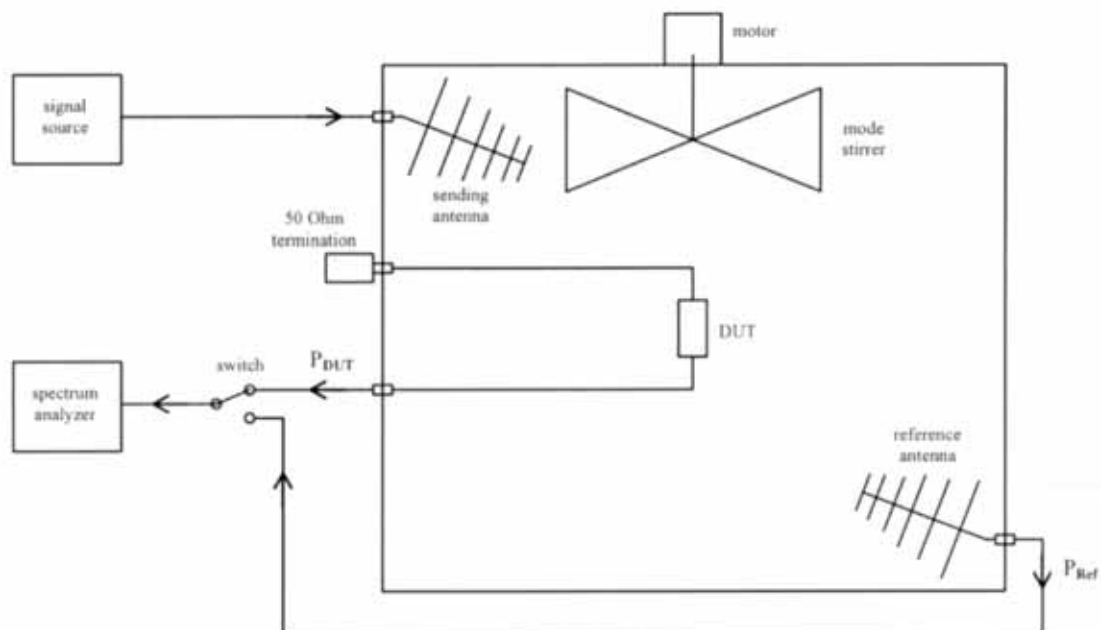 motor
signal
source
mode
stirrer
sending
antenna
50 Ohm
termination
DUT
P_DUT
switch
spectrum
analyzer
reference
antenna
P_Ref